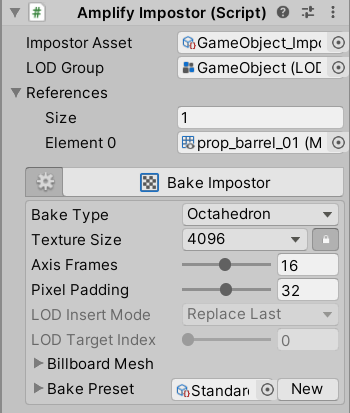 # Amplify Impostor (Script)
Impostor Asset GameObject_Impo
LOD Group GameObject (LOD
References
Size 1
Element 0 prop_barrel_01 (M
Bake Impostor
Bake Type Octahedron
Texture Size 4096
Axis Frames 16
Pixel Padding 32
LOD Insert Mode Replace Last
LOD Target Index 0
Billboard Mesh
Bake Preset Standar New